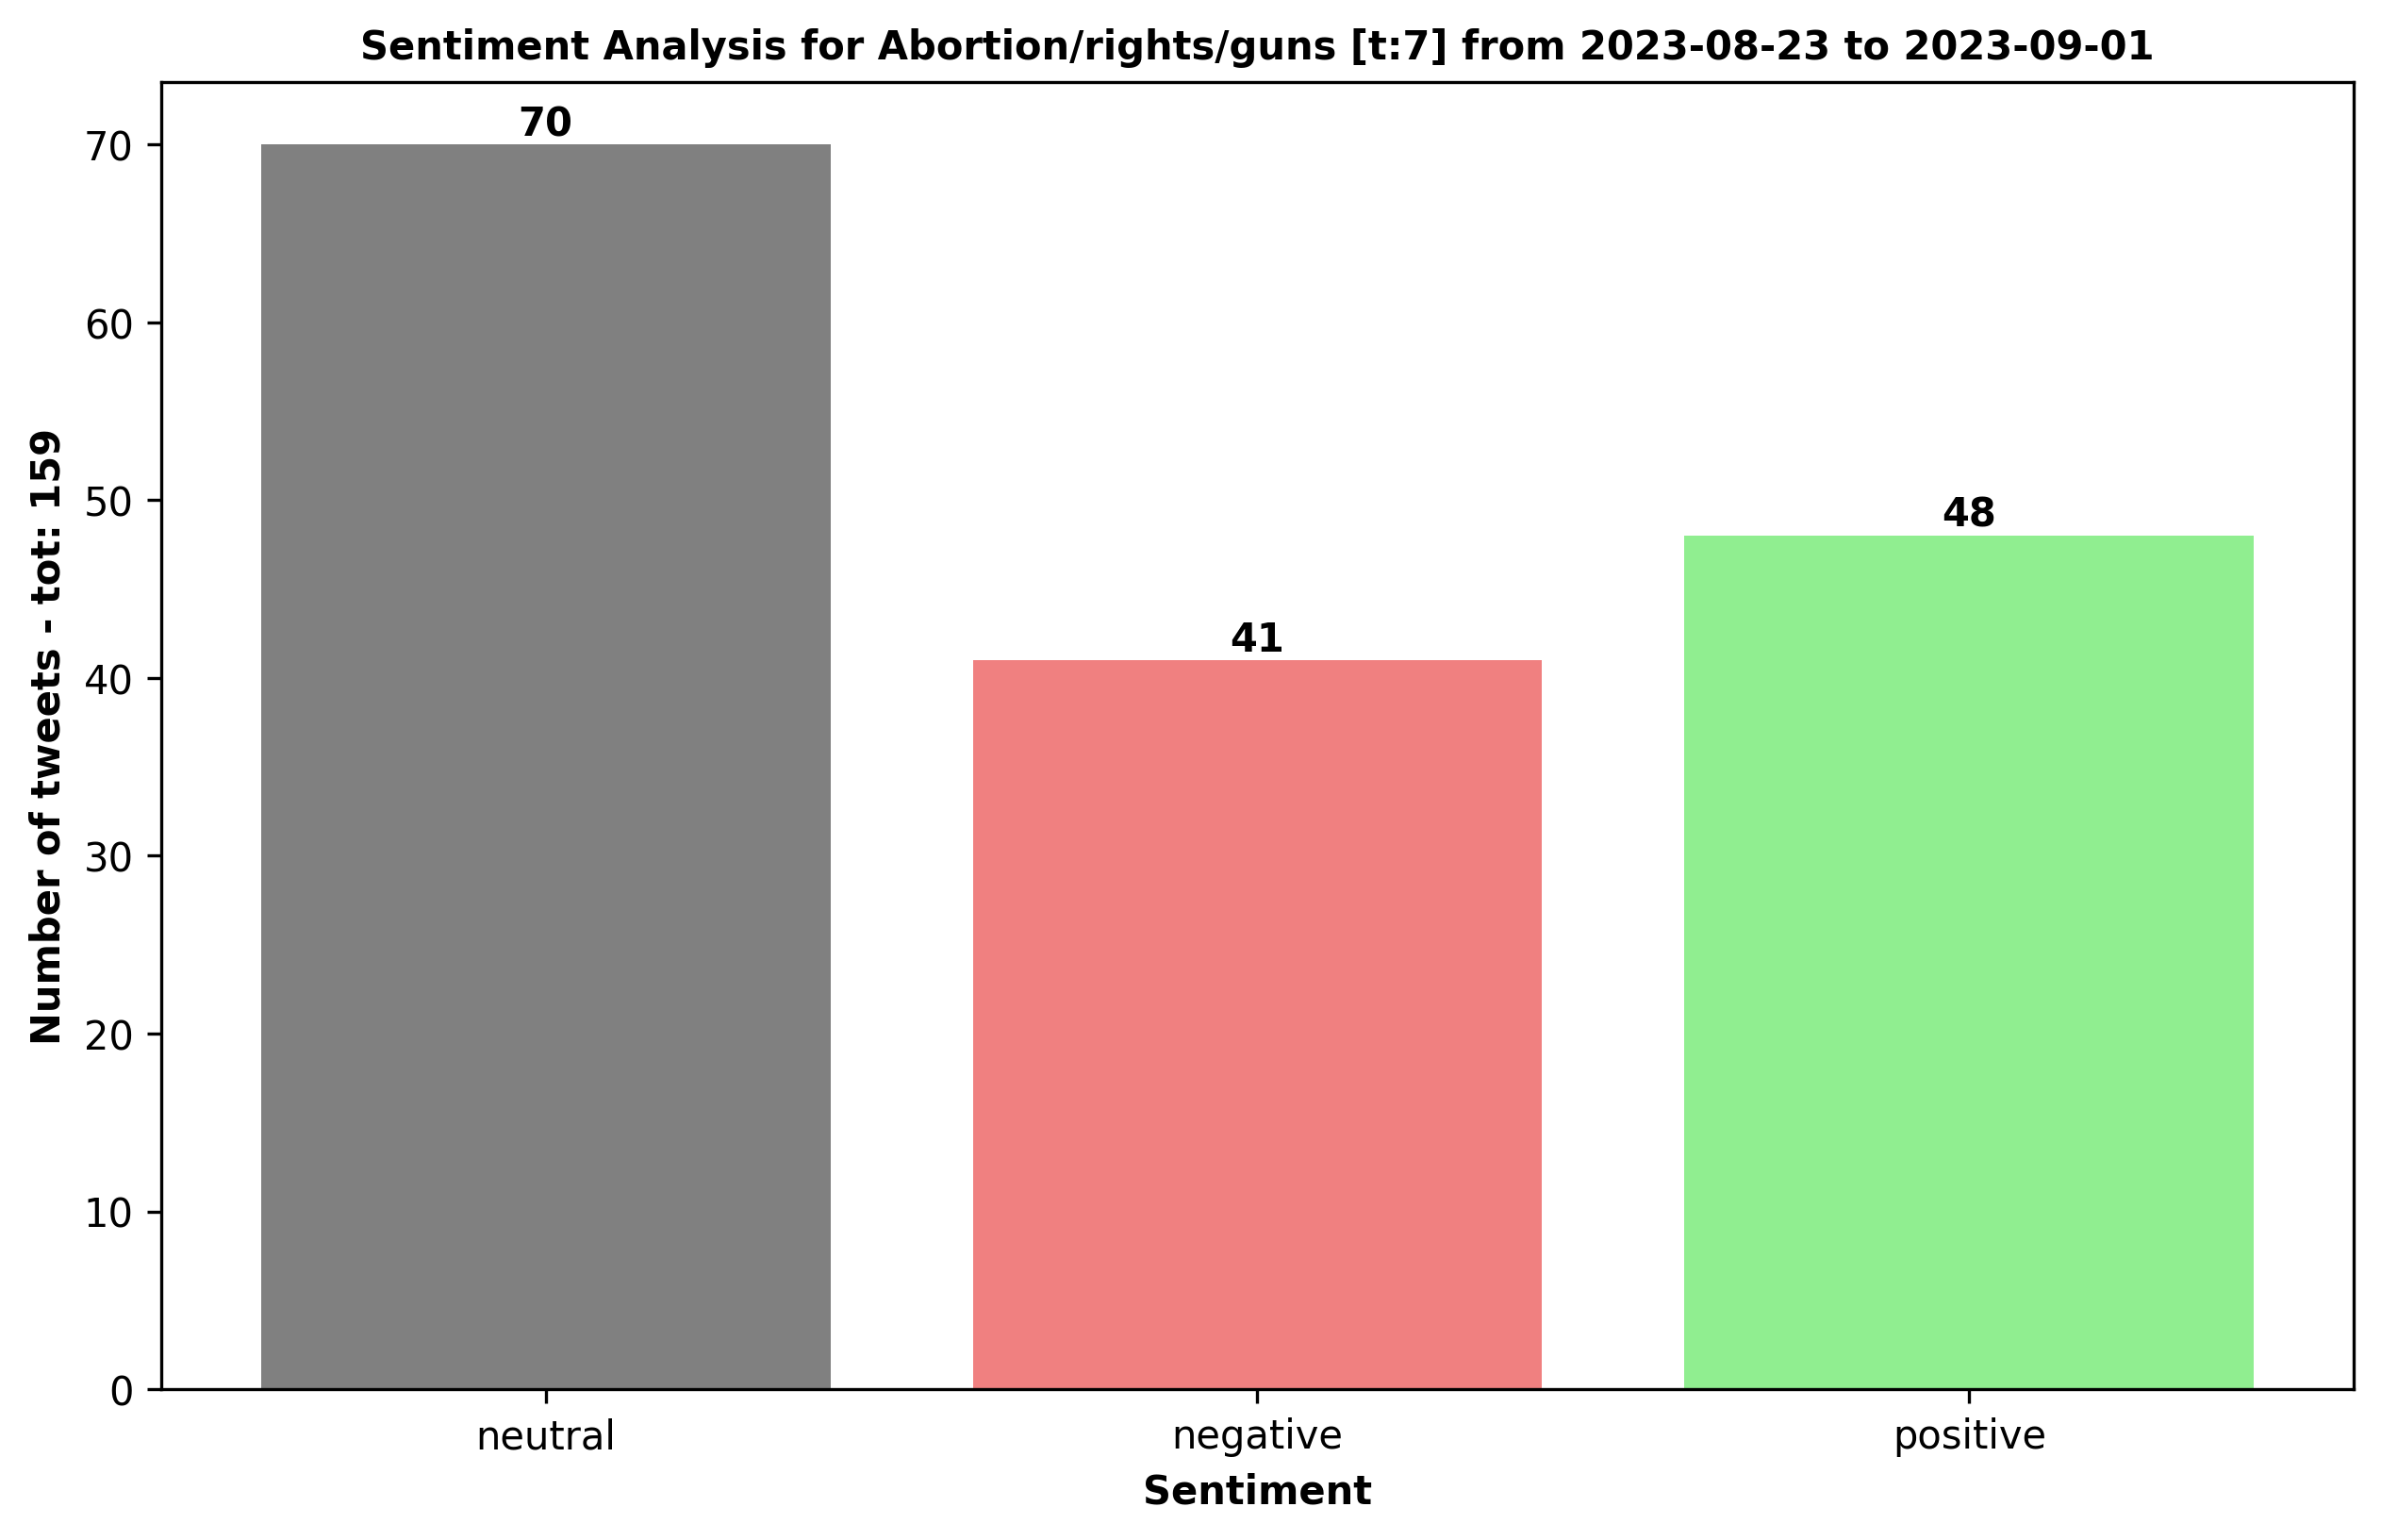 Sentiment Analysis for Abortion/rights/guns [t:7] from 2023-08-23 to 2023-09-01
Number of tweets - tot: 159
70
60
50
40
30
20
10
0
70
41
48
neutral
negative
positive
Sentiment